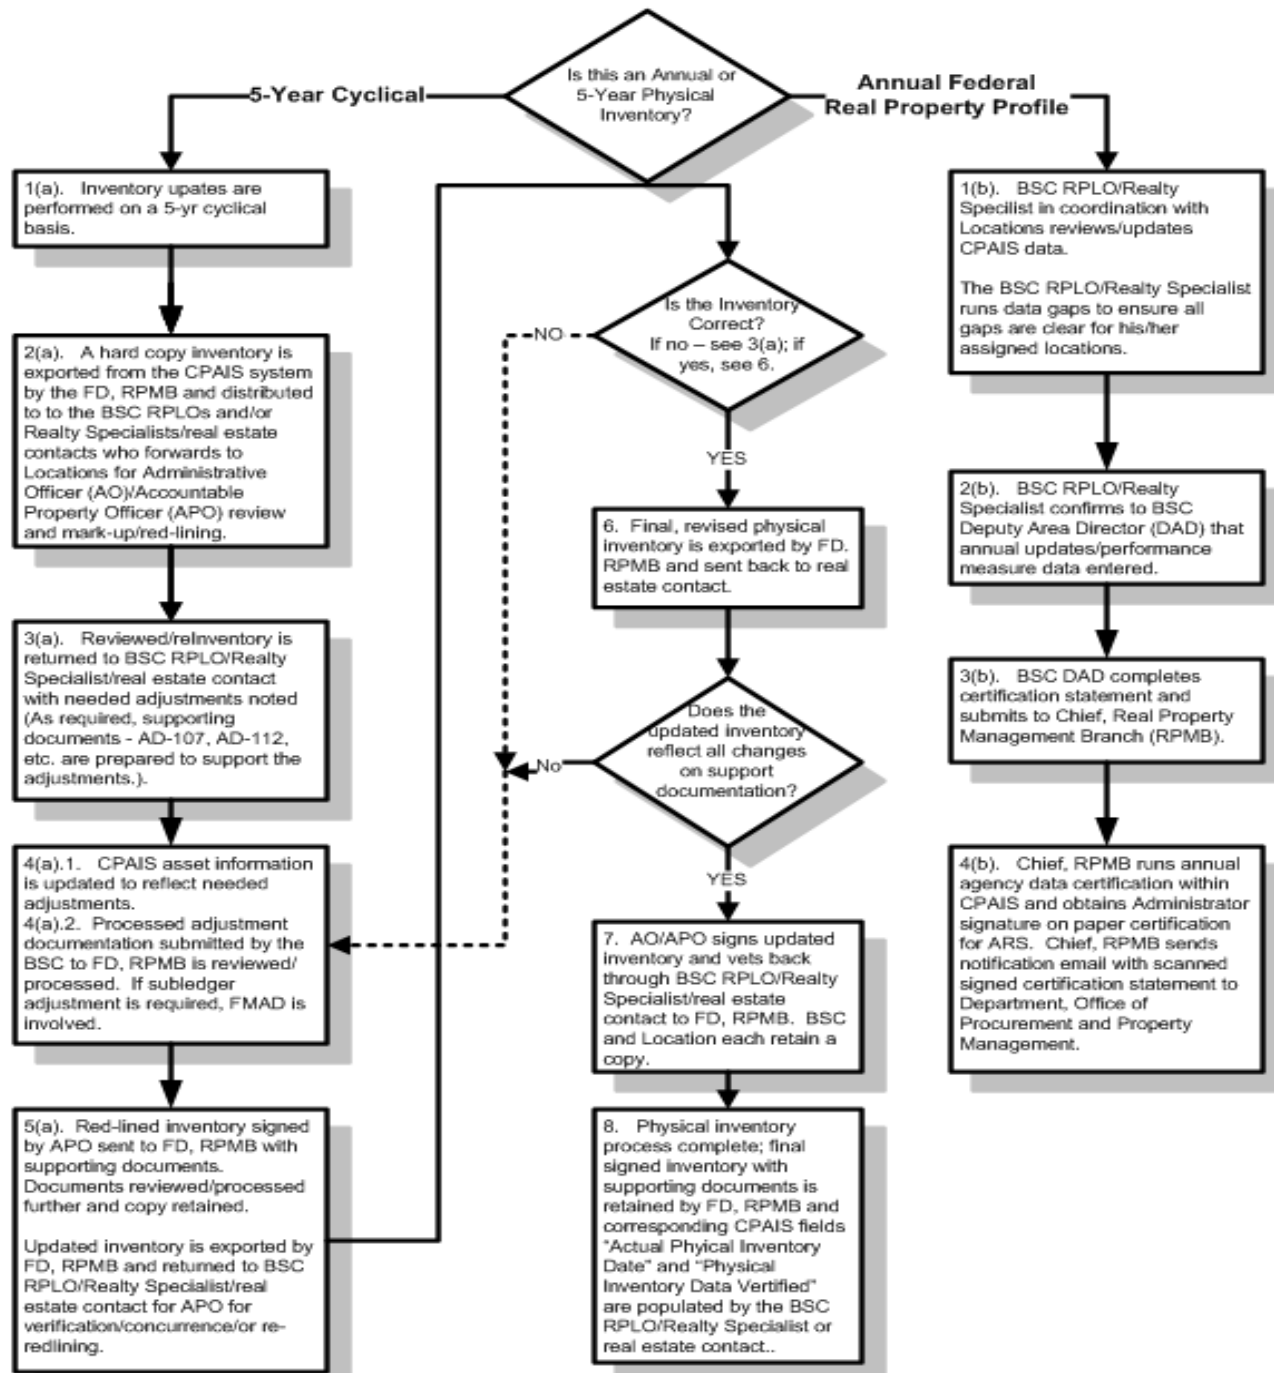 Is this an Annual or
5-Year Physical
Inventory?
5-Year Cyclical
Annual Federal
Real Property Profile
1(a). Inventory upates are
performed on a 5-yr cyclical
basis.
2(a). A hard copy inventory is
exported from the CPAIS system
by the FD, RPMB and distributed
to to the BSC RPLOs and/or
Realty Specialists/real estate
contacts who forwards to
Locations for Administrative
Officer (AO)/Accountable
Property Officer (APO) review
and mark-up/red-lining.
3(a). Reviewed/reInventory is
returned to BSC RPLO/Realty
Specialist/real estate contact
with needed adjustments noted
(As required, supporting
documents - AD-107, AD-112,
etc. are prepared to support the
adjustments.).
4(a).1. CPAIS asset information
is updated to reflect needed
adjustments.
4(a).2. Processed adjustment
documentation submitted by the
BSC to FD, RPMB is reviewed/
processed. If subledger
adjustment is required, FMAD is
involved.
5(a). Red-lined inventory signed
by APO sent to FD, RPMB with
supporting documents.
Documents reviewed/processed
further and copy retained.
Updated inventory is exported by
FD, RPMB and returned to BSC
RPLO/Realty Specialist/real
estate contact for APO for
verification/concurrence/or re-
redlining.
Is the Inventory
Correct?
If no – see 3(a); if
yes, see 6.
NO
YES
6. Final, revised physical
inventory is exported by FD.
RPMB and sent back to real
estate contact.
Does the
updated inventory
reflect all changes
on support
documentation?
No
YES
7. AO/APO signs updated
inventory and vets back
through BSC RPLO/Realty
Specialist/real estate
contact to FD, RPMB. BSC
and Location each retain a
copy.
8. Physical inventory
process complete; final
signed inventory with
supporting documents is
retained by FD, RPMB and
corresponding CPAIS fields
“Actual Phyical Inventory
Date” and “Physical
Inventory Data Vertified”
are populated by the BSC
RPLO/Realty Specialist or
real estate contact..
1(b). BSC RPLO/Realty
Specilist in coordination with
Locations reviews/updates
CPAIS data.
The BSC RPLO/Realty Specialist
runs data gaps to ensure all
gaps are clear for his/her
assigned locations.
2(b). BSC RPLO/Realty
Specialist confirms to BSC
Deputy Area Director (DAD) that
annual updates/performance
measure data entered.
3(b). BSC DAD completes
certification statement and
submits to Chief, Real Property
Management Branch (RPMB).
4(b). Chief, RPMB runs annual
agency data certification within
CPAIS and obtains Administrator
signature on paper certification
for ARS. Chief, RPMB sends
notification email with scanned
signed certification statement to
Department, Office of
Procurement and Property
Management.